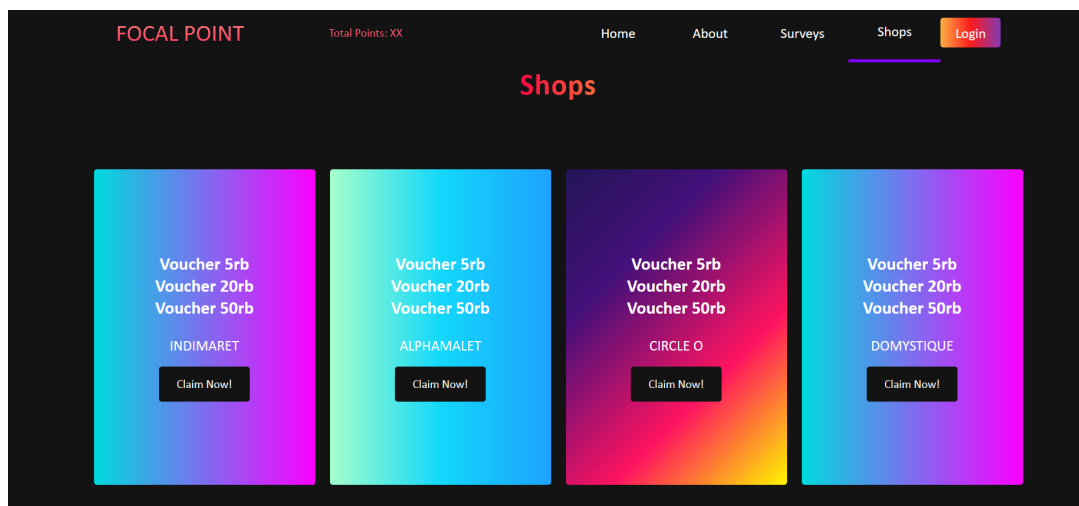 FOCAL POINT
Total Points: XX
Home
About
Surveys
Shops
Login
Shops
Voucher 5rb
Voucher 20rb
Voucher 50rb
INDIMARET
Claim Now!
Voucher 5rb
Voucher 20rb
Voucher 50rb
ALPHAMALET
Claim Now!
Voucher 5rb
Voucher 20rb
Voucher 50rb
CIRCLE O
Claim Now!
Voucher 5rb
Voucher 20rb
Voucher 50rb
DOMYSTIQUE
Claim Now!